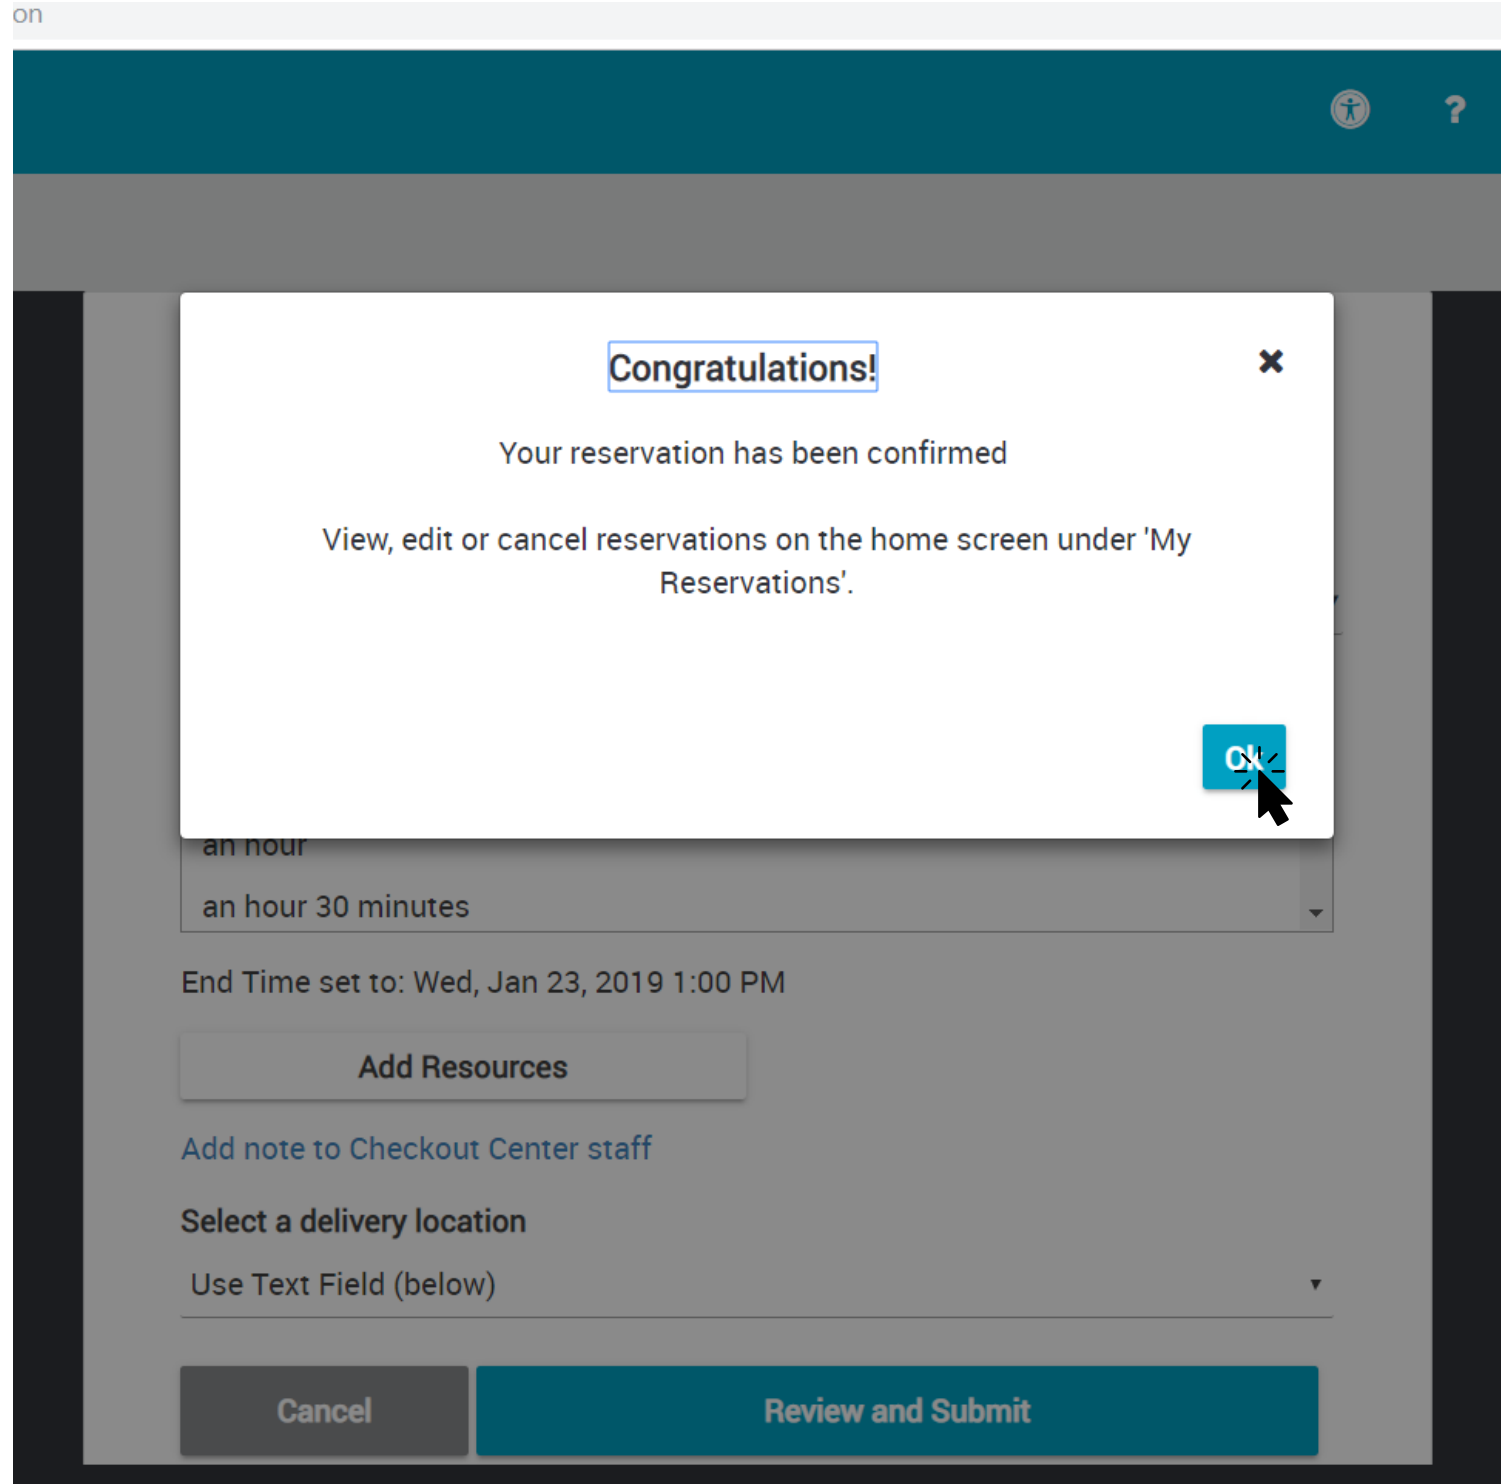 on
?
Congratulations!
Your reservation has been confirmed
View, edit or cancel reservations on the home screen under 'My
Reservations'.
Ok
an hour
an hour 30 minutes
End Time set to: Wed, Jan 23, 2019 1:00 PM
Add Resources
Add note to Checkout Center staff
Select a delivery location
Use Text Field (below)
Cancel
Review and Submit